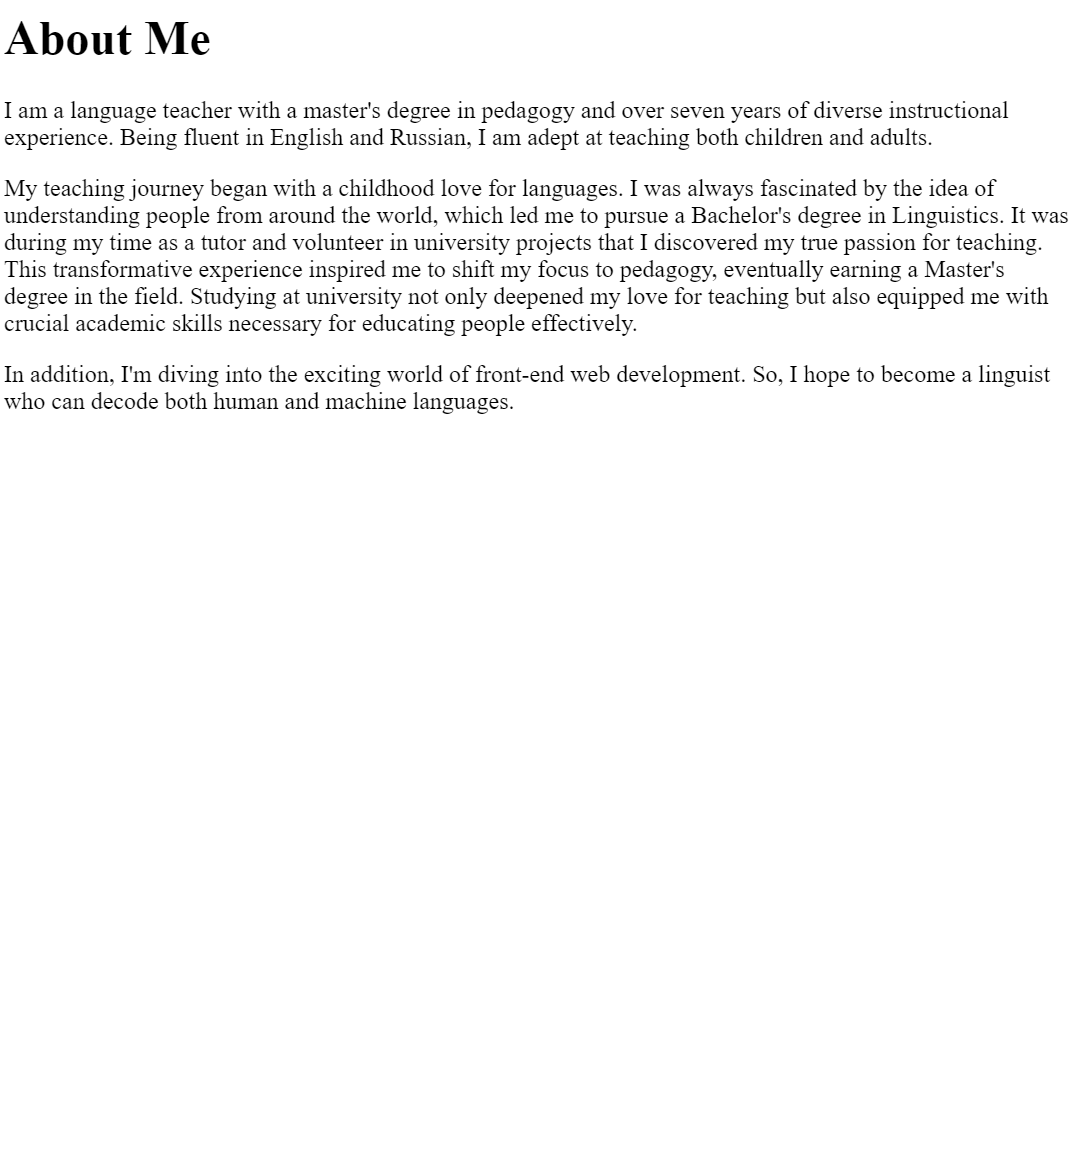 About Me
I am a language teacher with a master's degree in pedagogy and over seven years of diverse instructional
experience. Being fluent in English and Russian, I am adept at teaching both children and adults.
My teaching journey began with a childhood love for languages. I was always fascinated by the idea of
understanding people from around the world, which led me to pursue a Bachelor's degree in Linguistics. It was
during my time as a tutor and volunteer in university projects that I discovered my true passion for teaching.
This transformative experience inspired me to shift my focus to pedagogy, eventually earning a Master's
degree in the field. Studying at university not only deepened my love for teaching but also equipped me with
crucial academic skills necessary for educating people effectively.
In addition, I'm diving into the exciting world of front-end web development. So, I hope to become a linguist
who can decode both human and machine languages.